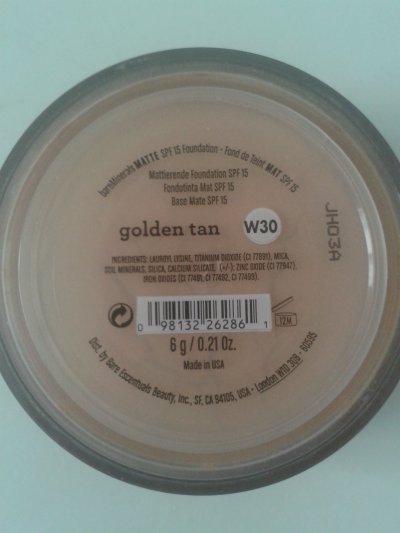 bareMinerals MATTE SPF 15 Foundation - Fond de Teint MAT SPF 15
Mattierende Foundation SPF 15
Fondotinta Mat SPF 15
Base Mate SPF 15
golden tan W30
JH03A
INGREDIENTS: LAUROYL LYSINE, TITANIUM DIOXIDE (CI 77891), MICA,
SOIL MINERALS, SILICA, CALCIUM SILICATE. (+/-): ZINC OXIDE (CI 77947),
IRON OXIDES (CI 77491, CI 77492, CI 77499).
0 98132 26286 1
12M
6 g / 0.21 Oz.
Made in USA
Dist. by Bare Escentuals Beauty, Inc., SF, CA 94105, USA - London W10 - 60595